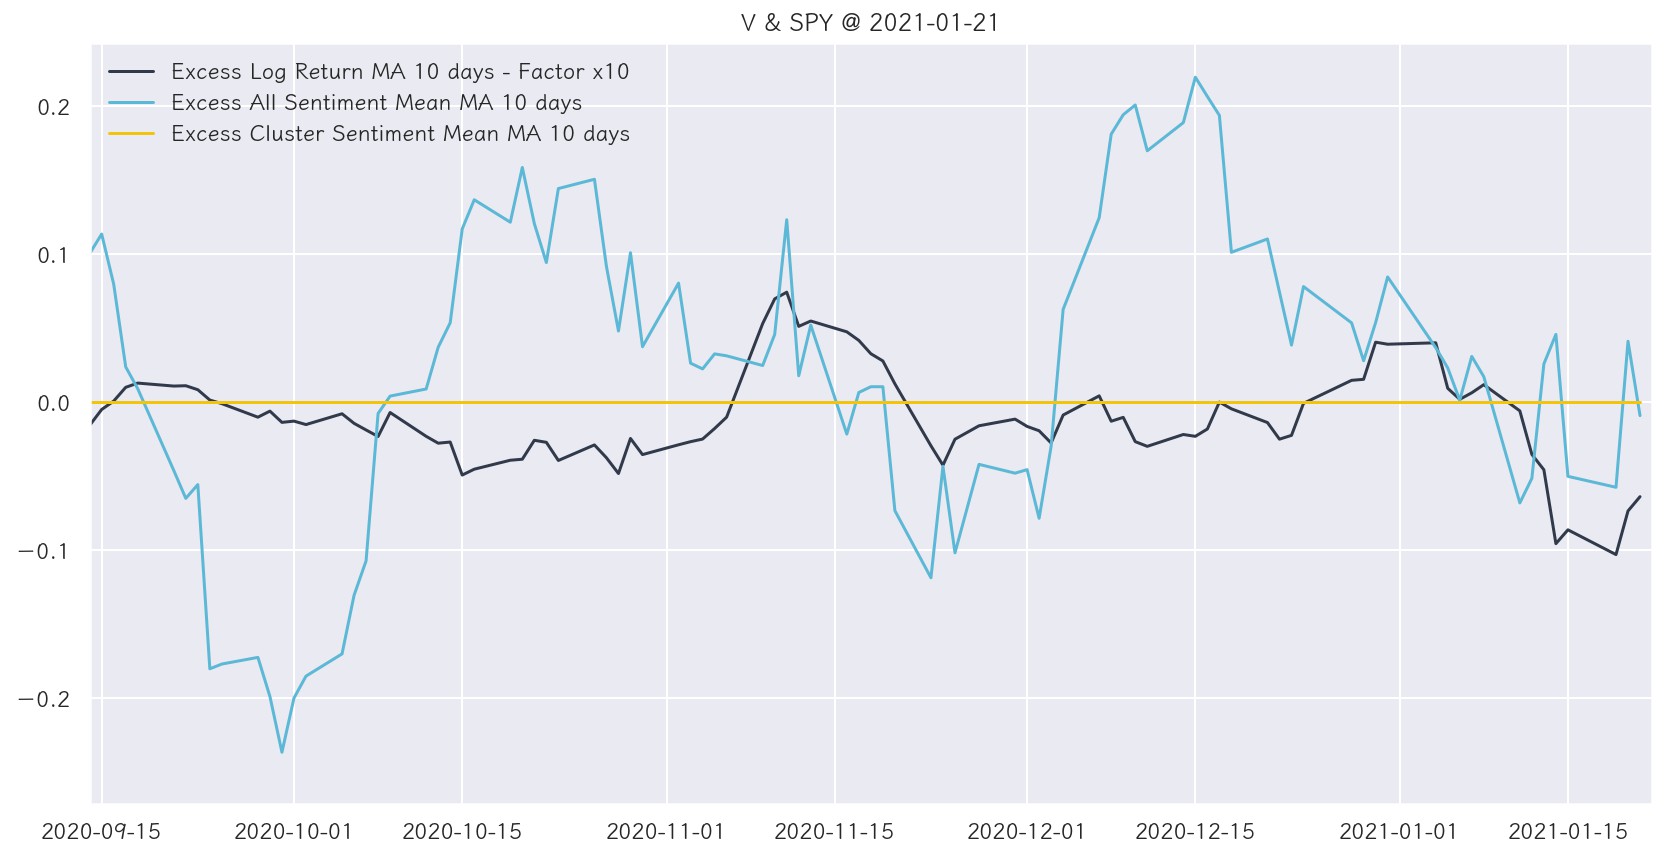 V & SPY @ 2021-01-21
Excess Log Return MA 10 days - Factor x10
Excess All Sentiment Mean MA 10 days
Excess Cluster Sentiment Mean MA 10 days
0.2
0.1
0.0
−0.1
−0.2
2020-09-15 2020-10-01 2020-10-15 2020-11-01 2020-11-15 2020-12-01 2020-12-15 2021-01-01 2021-01-15